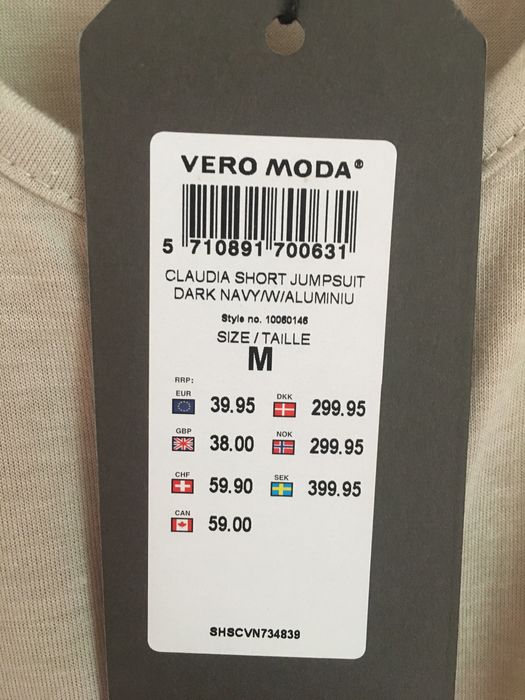 VERO MODA®
5 710891 700631
CLAUDIA SHORT JUMPSUIT
DARK NAVY/W/ALUMINIU
Style no. 10060146
SIZE / TAILLE
M
RRP:
EUR 39.95 DKK 299.95
GBP 38.00 NOK 299.95
CHF 59.90 SEK 399.95
CAN 59.00
SHSCVN734839